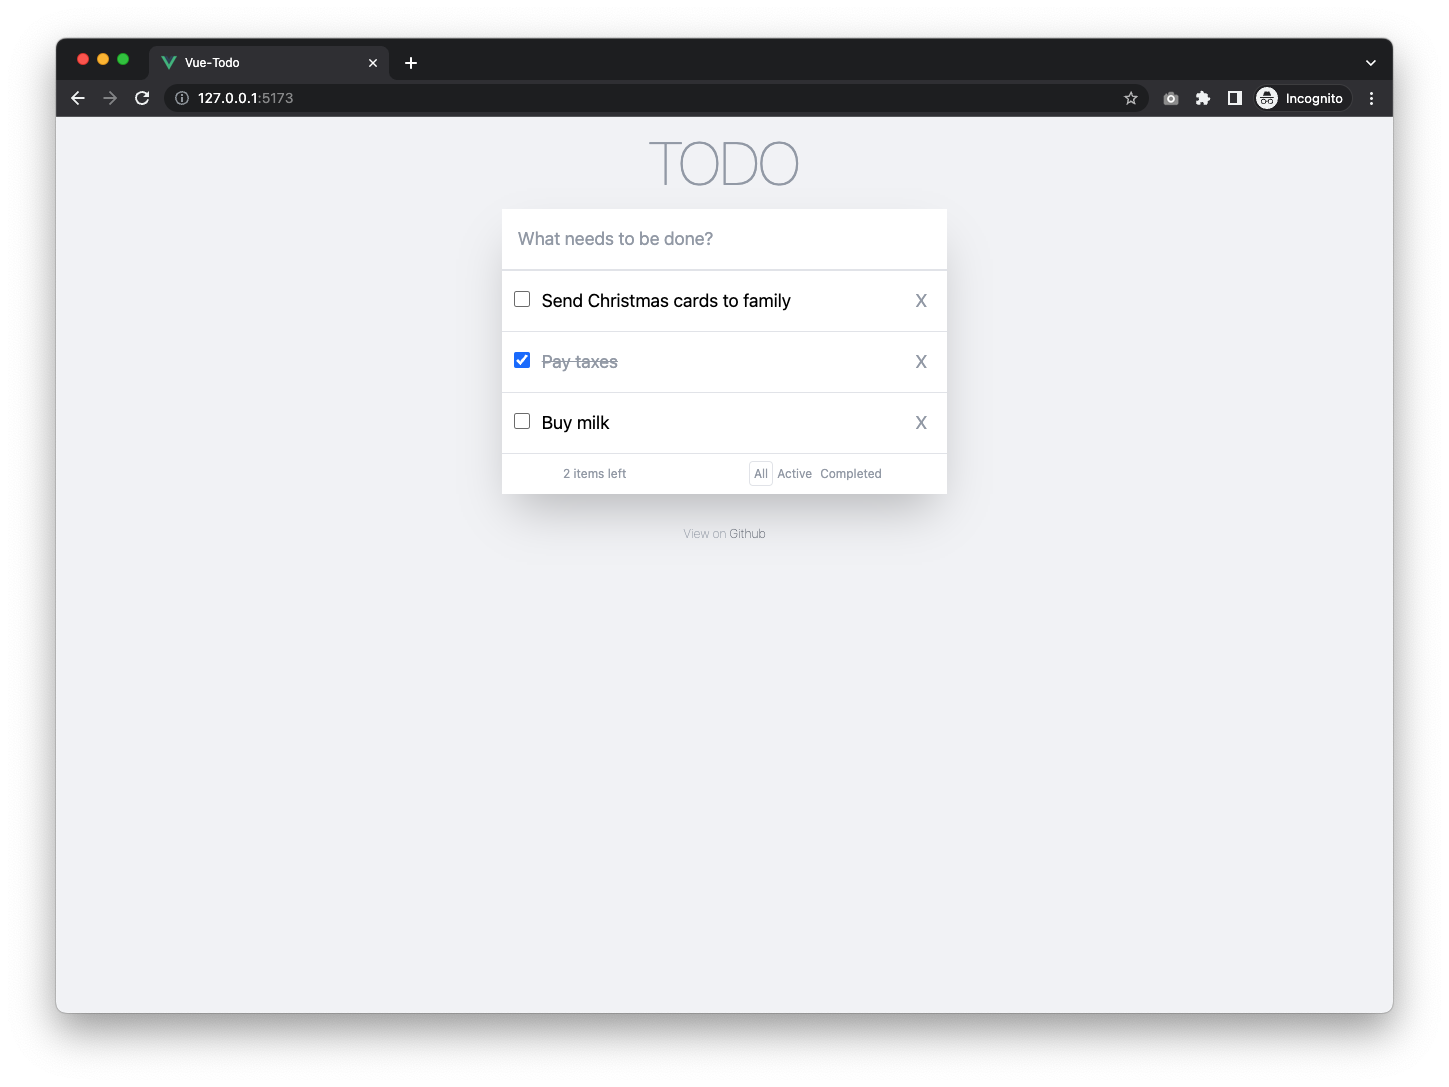 Vue-Todo
127.0.0.1:5173
Incognito
TODO
What needs to be done?
Send Christmas cards to family X
Pay taxes X
Buy milk X
2 items left All Active Completed
View on Github